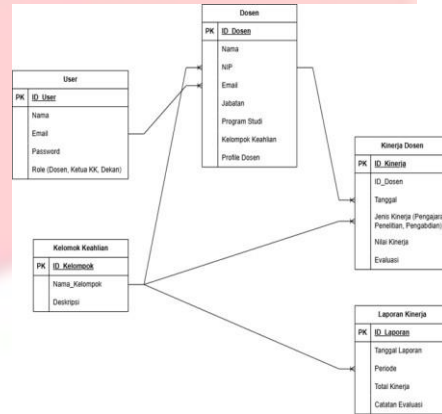 Dosen
PK ID_Dosen
Nama
NIP
Email
Jabatan
Program Studi
Kelompok Keahlian
Profile Dosen
User
PK ID_User
Nama
Email
Password
Role (Dosen, Ketua KK, Dekan)
Kinerja Dosen
PK ID_Kinerja
ID_Dosen
Tanggal
Jenis Kinerja (Pengajara
Penelitian, Pengabdian)
Nilai Kinerja
Evaluasi
Kelomok Keahlian
PK ID_Kelompok
Nama_Kelompok
Deskripsi
Laporan Kinerja
PK ID_Laporan
Tanggal Laporan
Periode
Total Kinerja
Catatan Evaluasi